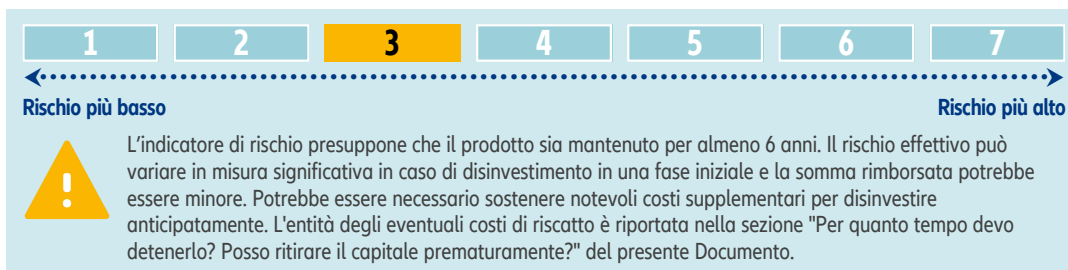 1 2 3 4 5 6 7
Rischio più basso Rischio più alto
L'indicatore di rischio presuppone che il prodotto sia mantenuto per almeno 6 anni. Il rischio effettivo può
variare in misura significativa in caso di disinvestimento in una fase iniziale e la somma rimborsata potrebbe
essere minore. Potrebbe essere necessario sostenere notevoli costi supplementari per disinvestire
anticipatamente. L'entità degli eventuali costi di riscatto è riportata nella sezione "Per quanto tempo devo
detenerlo? Posso ritirare il capitale prematuramente?" del presente Documento.